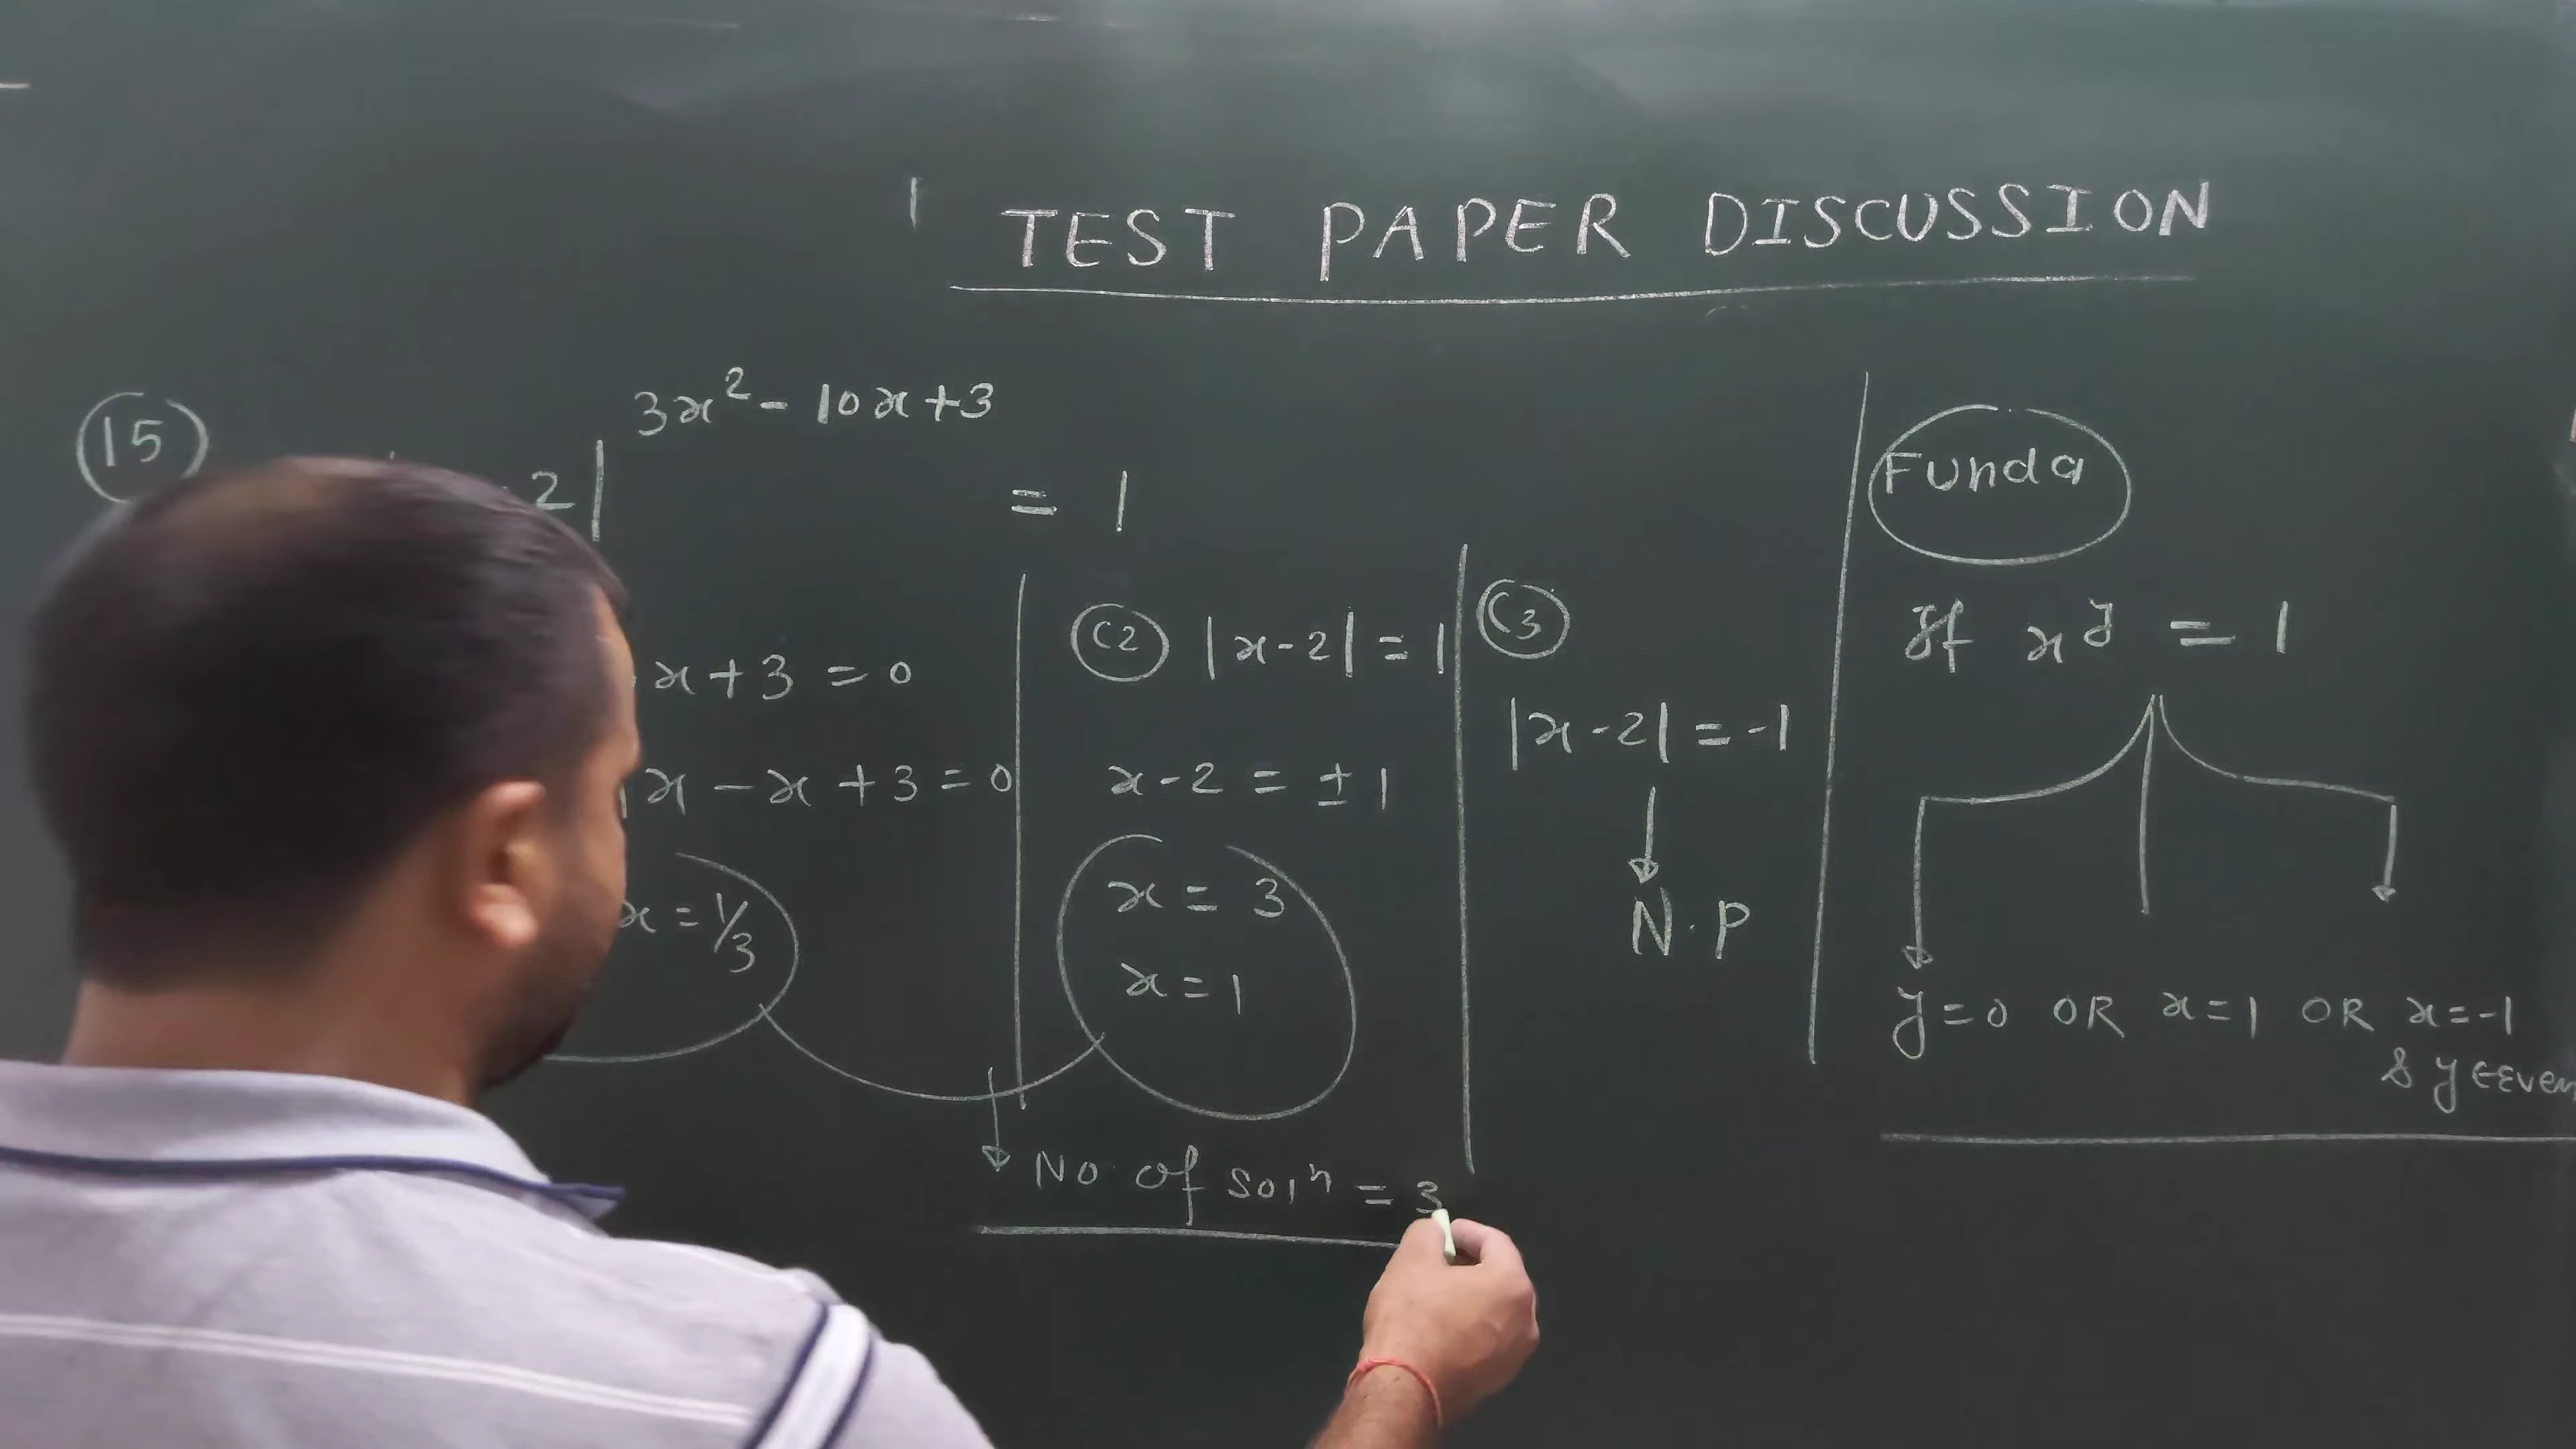 TEST PAPER DISCUSSION
15
2| 3x² - 10x + 3 = 1
x + 3 = 0
x - x + 3 = 0
x = 1/3
C2 |x-2| = 1
x-2 = ± 1
x = 3
x = 1
No. of solⁿ = 3
C3
|x-2| = -1
N.P
Funda
If xʸ = 1
y=0 OR x=1 OR x=-1
& y ∈ Even